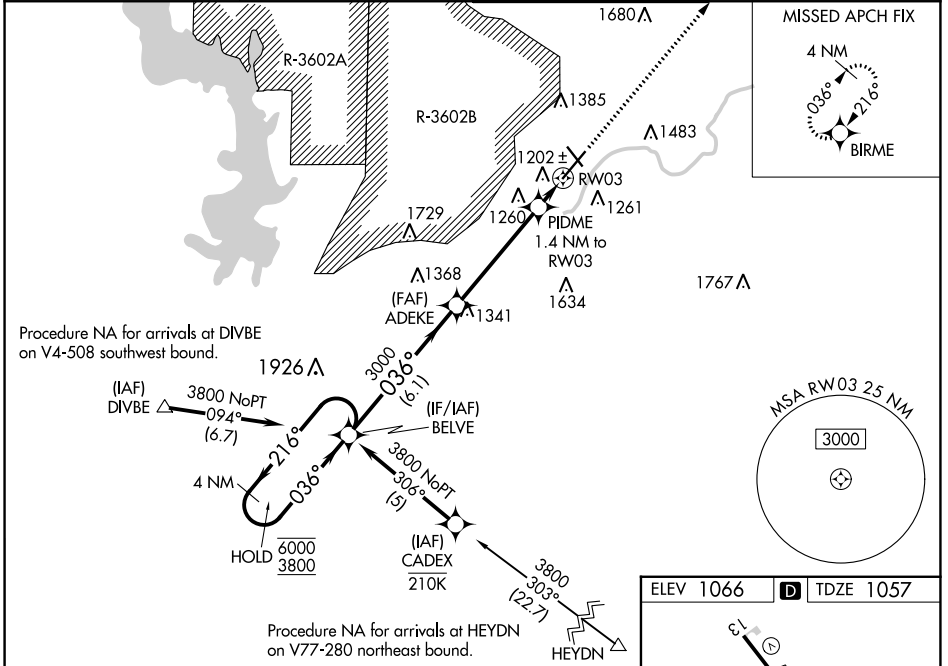 1680
MISSED APCH FIX
4 NM
036°
216°
BIRME
R-3602A
R-3602B
1385
1483
1202 ±
RW03
1260
1261
PIDME
1.4 NM to
RW03
1729
1368
1634
1767
(FAF)
ADEKE
1341
Procedure NA for arrivals at DIVBE
on V4-508 southwest bound.
1926
3000
036°
(6.1)
(IAF)
DIVBE
3800 NoPT
094°
(6.7)
(IF/IAF)
BELVE
MSA RW03 25 NM
3000
216°
036°
4 NM
HOLD
6000
3800
3800 NoPT
306°
(5)
(IAF)
CADEX
210K
3800
303°
(22.7)
HEYDN
Procedure NA for arrivals at HEYDN
on V77-280 northeast bound.
ELEV 1066
D
TDZE 1057
13
V